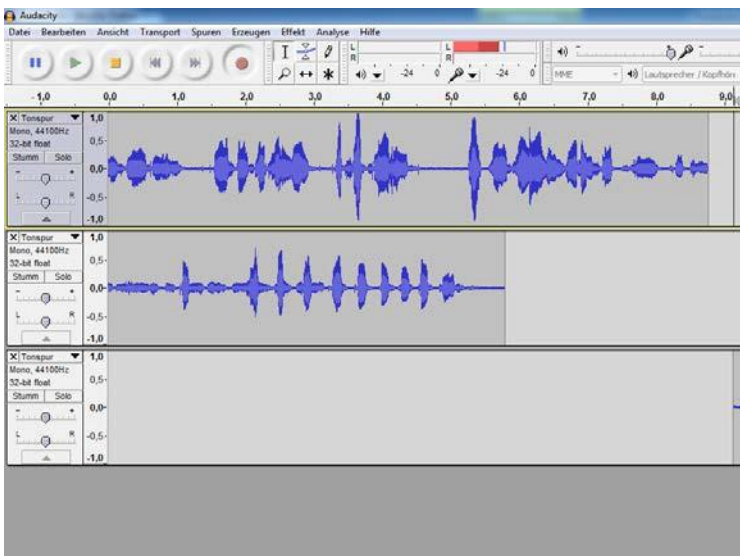 Audacity
Datei Bearbeiten Ansicht Transport Spuren Erzeugen Effekt Analyse Hilfe
L
R
-24 0
L
R
-24 0
MME
Lautsprecher / Kopfhör
-1,0 0,0 1,0 2,0 3,0 4,0 5,0 6,0 7,0 8,0 9,0
X Tonspur
Mono, 44100Hz
32-bit float
Stumm Solo
- +
L R
1,0
0,5-
0,0-
-0,5-
-1,0
X Tonspur
Mono, 44100Hz
32-bit float
Stumm Solo
- +
L R
1,0
0,5-
0,0-
-0,5-
-1,0
X Tonspur
Mono, 44100Hz
32-bit float
Stumm Solo
- +
L R
1,0
0,5-
0,0-
-0,5-
-1,0